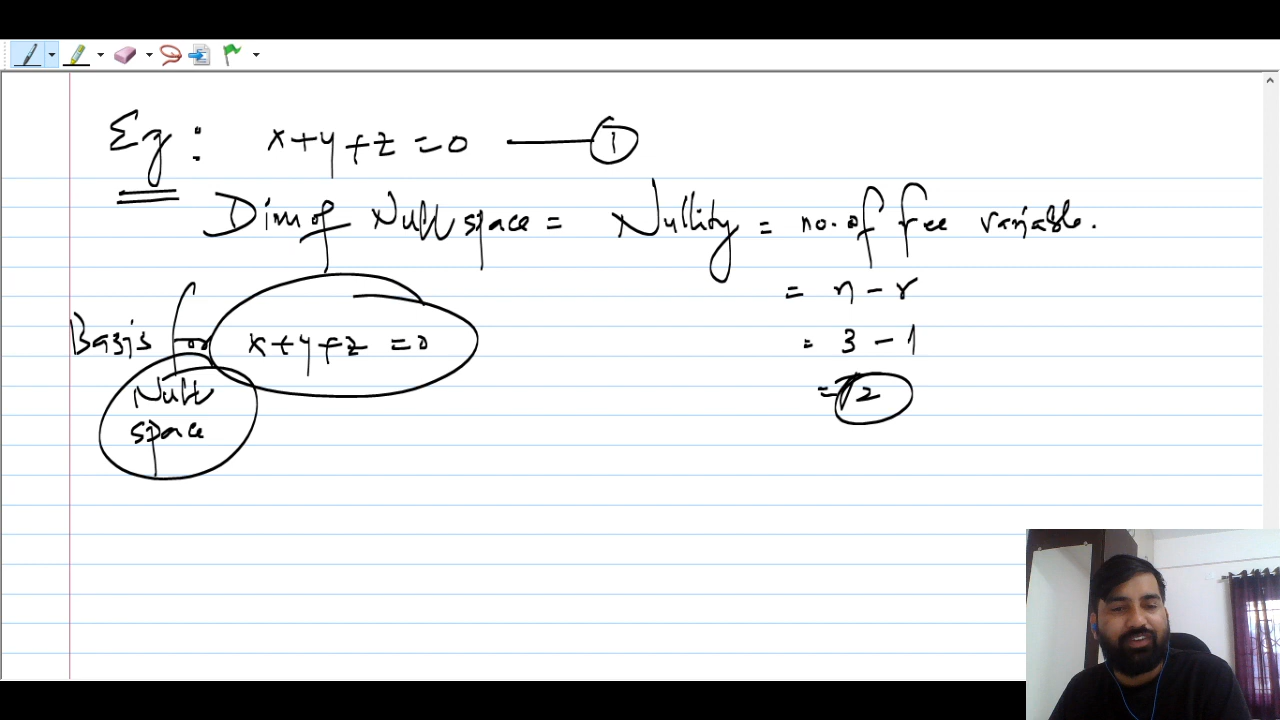 Eg: x+y+z=0 —— ①
Dim of Null space = Nullity = no. of free variable.
= n - r
Basis for x+y+z=0 = 3 - 1
Null = 2
space